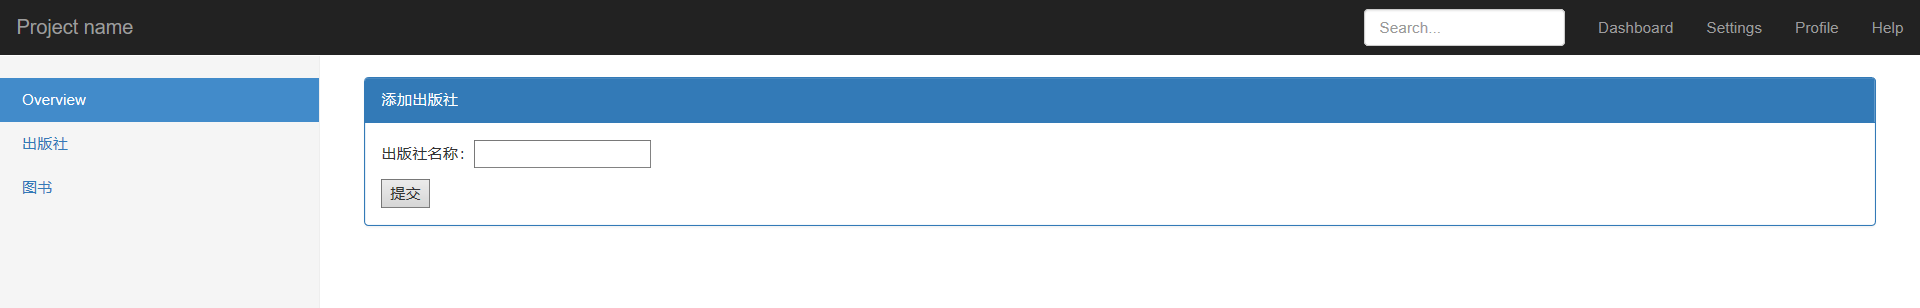 Project name
Search...
Dashboard
Settings
Profile
Help
Overview
出版社
图书
添加出版社
出版社名称：
提交